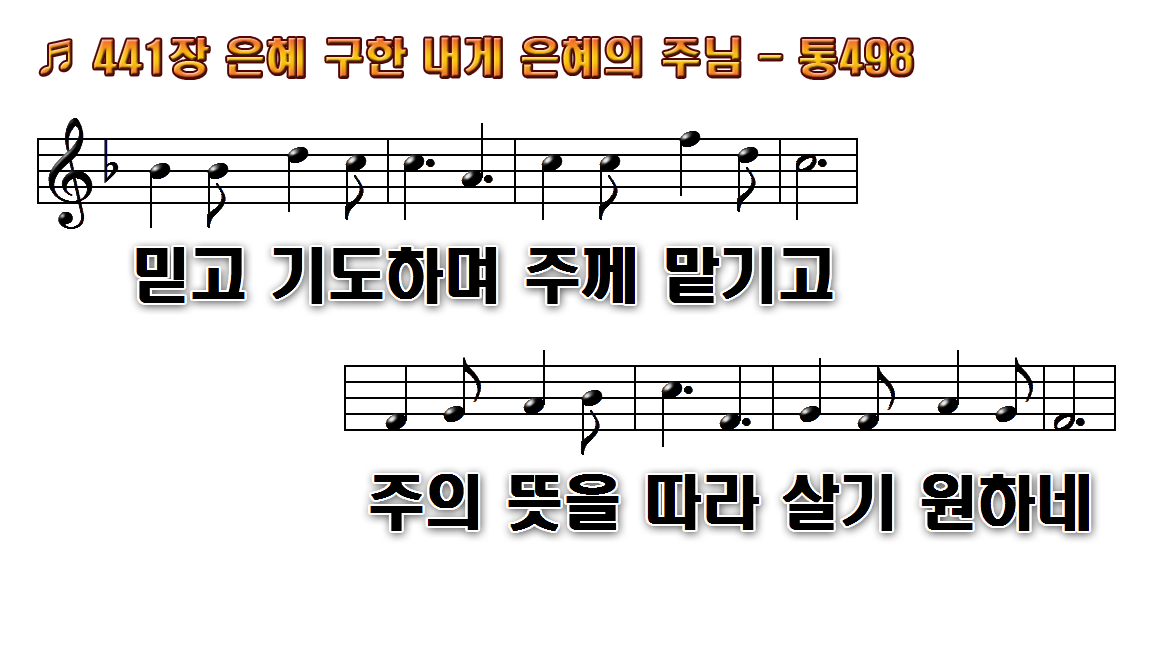 ♬ 441장 은혜 구한 내게 은혜의 주님 - 통498
믿고 기도하며 주께 맡기고
주의 뜻을 따라 살기 원하네